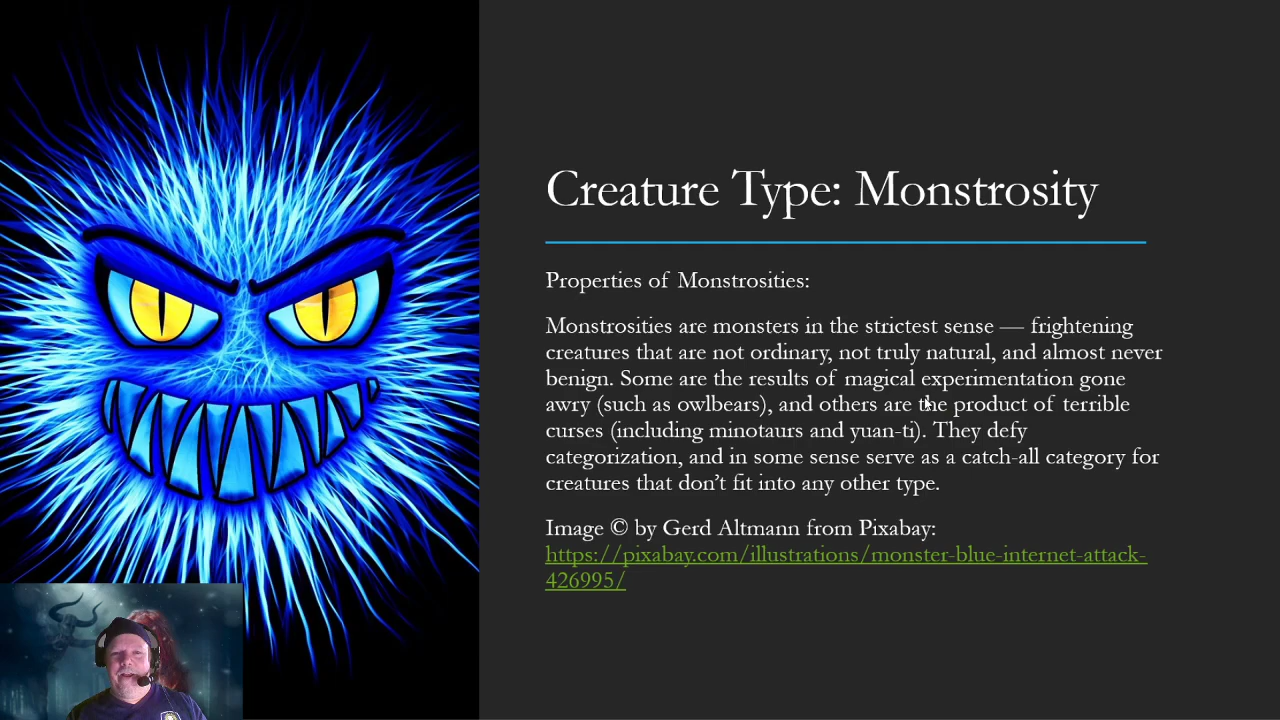 Creature Type: Monstrosity
Properties of Monstrosities:
Monstrosities are monsters in the strictest sense — frightening
creatures that are not ordinary, not truly natural, and almost never
benign. Some are the results of magical experimentation gone
awry (such as owlbears), and others are the product of terrible
curses (including minotaurs and yuan-ti). They defy
categorization, and in some sense serve as a catch-all category for
creatures that don’t fit into any other type.
Image © by Gerd Altmann from Pixabay:
https://pixabay.com/illustrations/monster-blue-internet-attack-
426995/